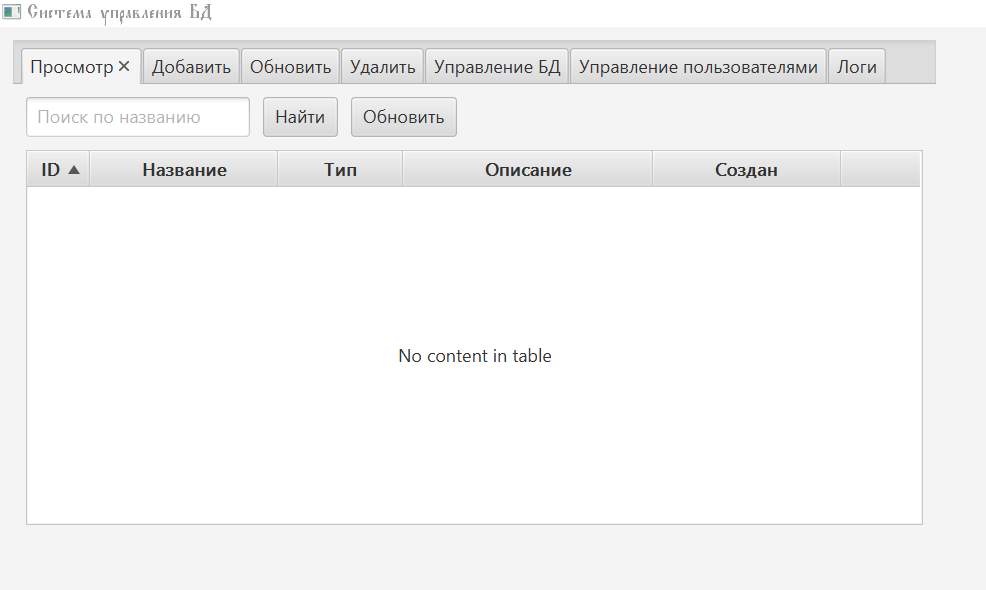 Система управления БД
Просмотр Добавить Обновить Удалить Управление БД Управление пользователями Логи
Поиск по названию Найти Обновить
ID Название Тип Описание Создан
No content in table